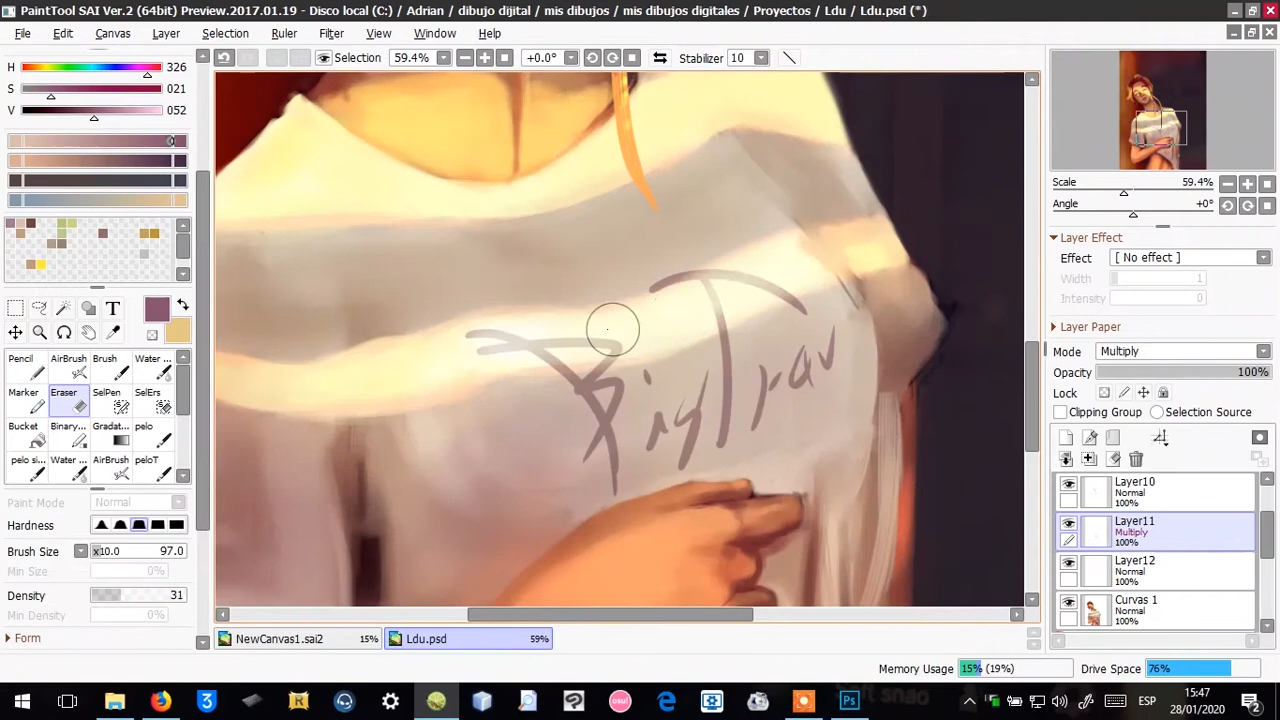 PaintTool SAI Ver.2 (64bit) Preview.2017.01.19 - Disco local (C:) / Adrian / dibujo dijital / mis dibujos / mis dibujos digitales / Proyectos / Ldu / Ldu.psd (*)
File Edit Canvas Layer Selection Ruler Filter View Window Help
Selection 59.4% +0.0° Stabilizer 10
H 326
S 021
V 052
T
Pencil AirBrush Brush Water ...
Marker Eraser SelPen SelErs
Bucket Binary... Gradat... pelo
pelo si... Water ... AirBrush peloT
Paint Mode Normal
Hardness
Brush Size x10.0 97.0
Min Size 0%
Density 31
Min Density 0%
Form
NewCanvas1.sai2 15% Ldu.psd 59%
Scale 59.4%
Angle +0°
Layer Effect
Effect [ No effect ]
Width 1
Intensity 0
Layer Paper
Mode Multiply
Opacity 100%
Lock
Clipping Group Selection Source
Layer10
Normal
100%
Layer11
Multiply
100%
Layer12
Normal
100%
Curvas 1
Normal
100%
Memory Usage 15% (19%) Drive Space 76%
ESP 15:47
28/01/2020
2